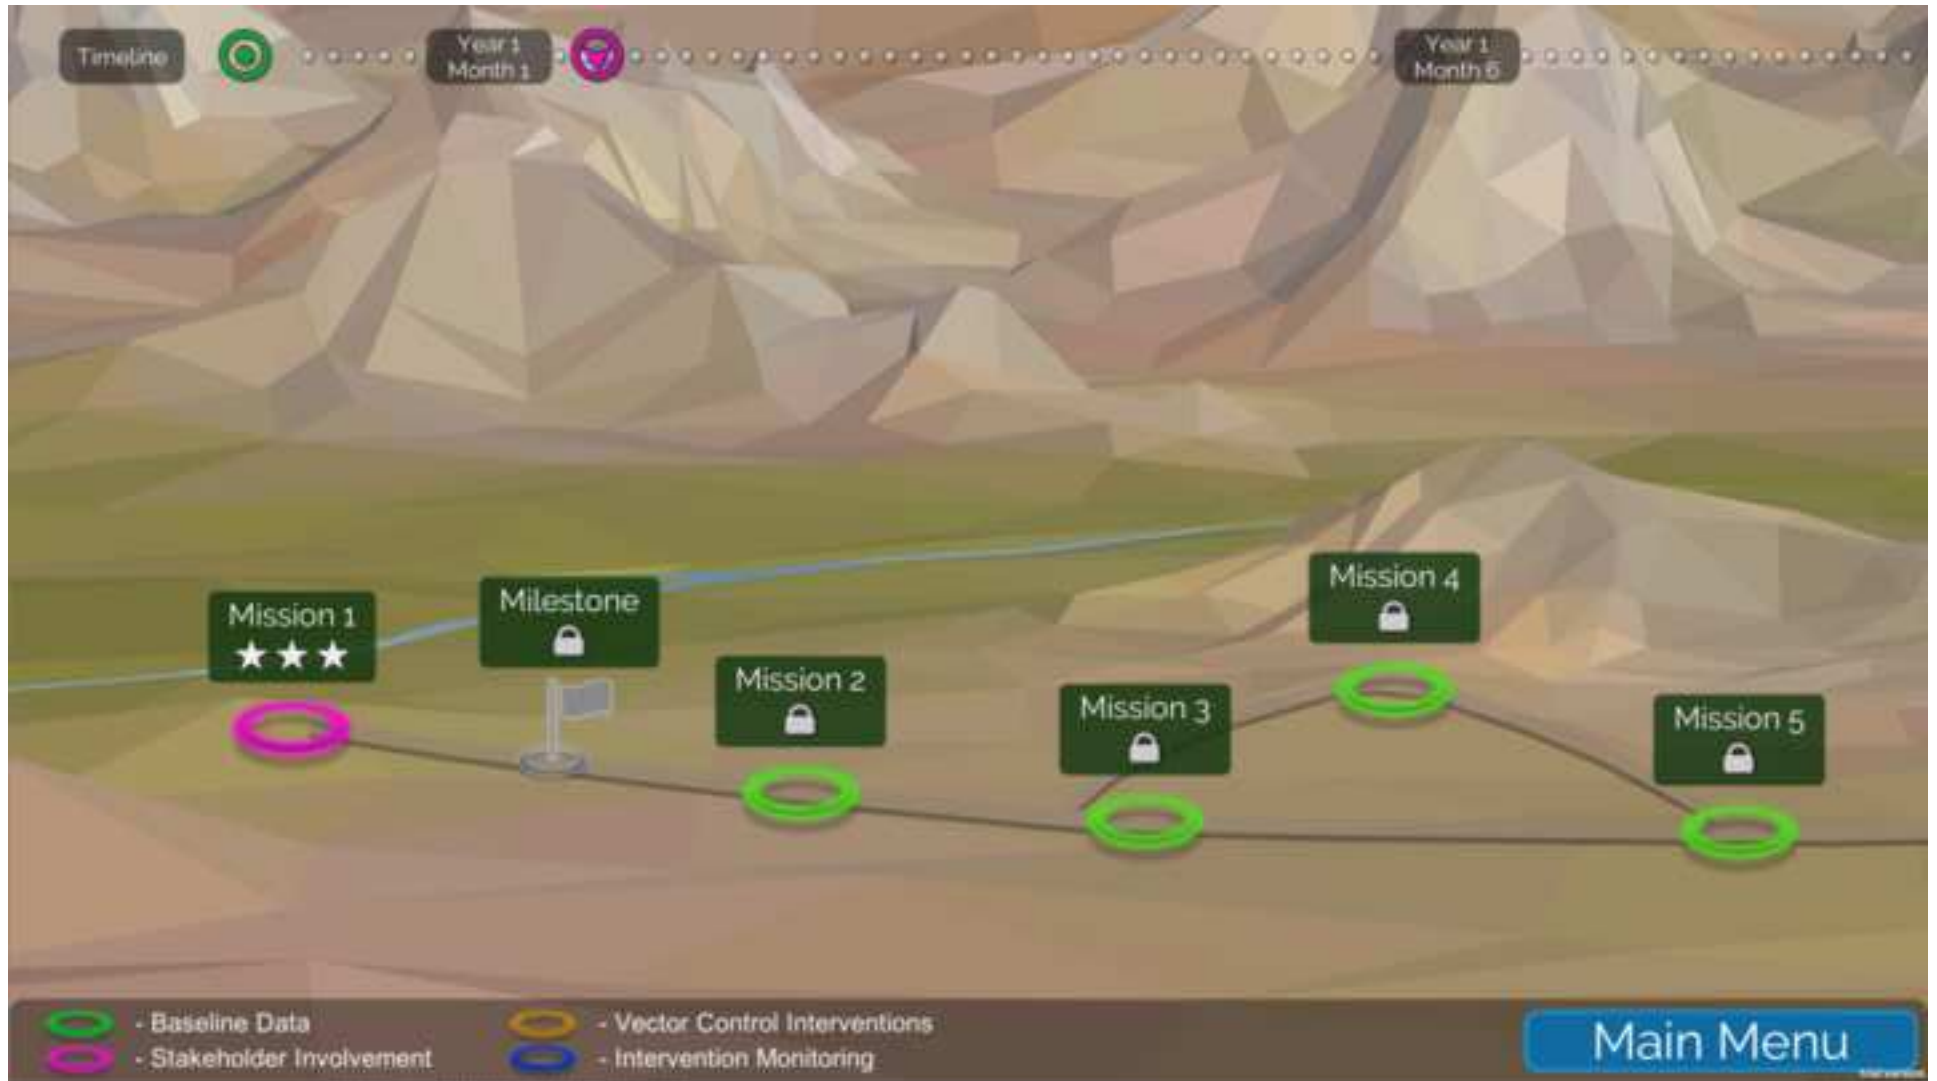 Timeline
Year 1
Month 1
Year 1
Month 6
Mission 1
Milestone
Mission 2
Mission 3
Mission 4
Mission 5
- Baseline Data
- Stakeholder Involvement
- Vector Control Interventions
- Intervention Monitoring
Main Menu